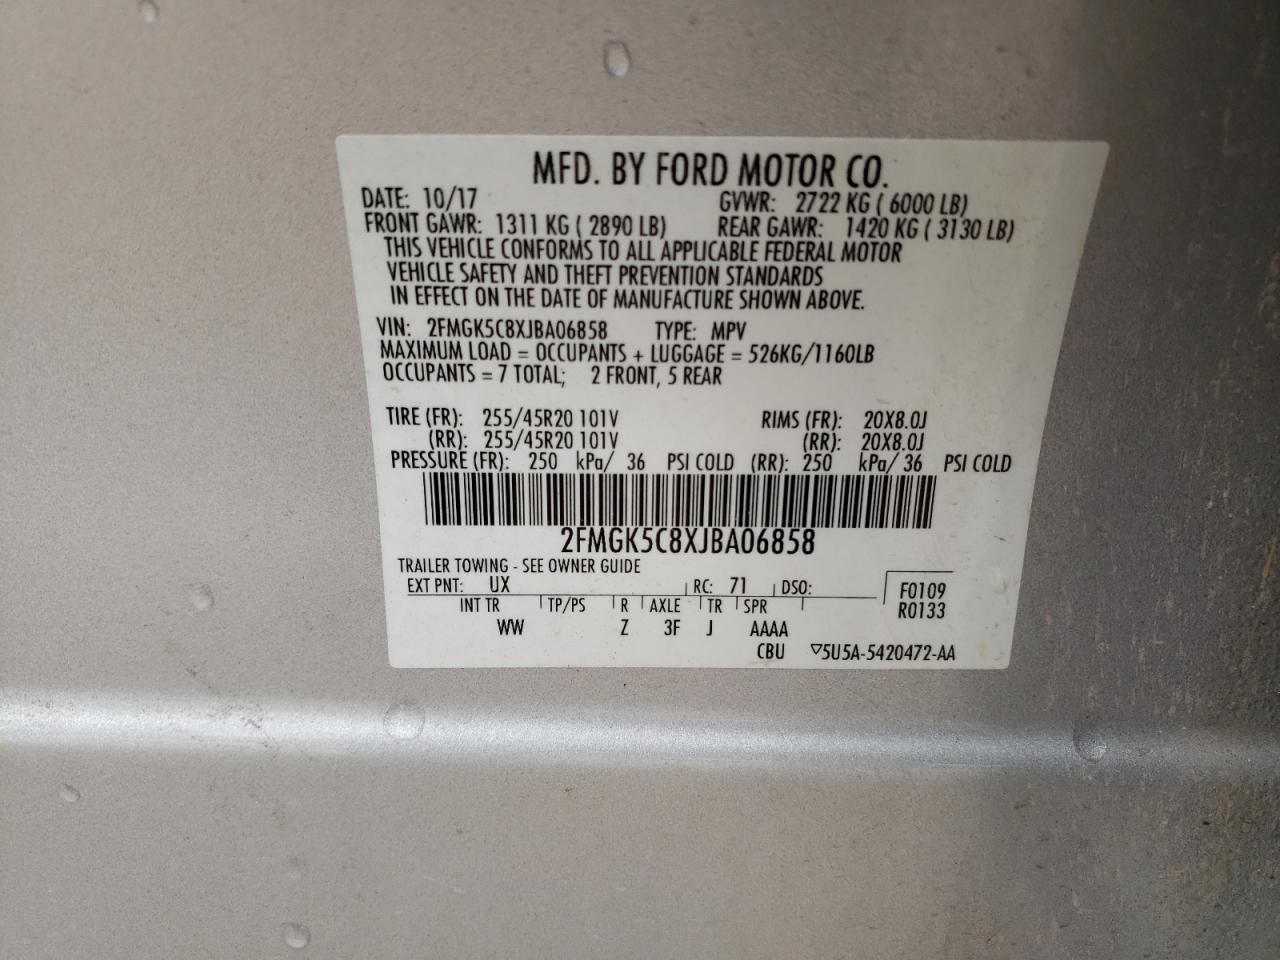 MFD. BY FORD MOTOR CO.
DATE: 10/17 GVWR: 2722 KG ( 6000 LB)
FRONT GAWR: 1311 KG ( 2890 LB) REAR GAWR: 1420 KG ( 3130 LB)
THIS VEHICLE CONFORMS TO ALL APPLICABLE FEDERAL MOTOR
VEHICLE SAFETY AND THEFT PREVENTION STANDARDS
IN EFFECT ON THE DATE OF MANUFACTURE SHOWN ABOVE.
VIN: 2FMGK5C8XJBA06858 TYPE: MPV
MAXIMUM LOAD = OCCUPANTS + LUGGAGE = 526KG/1160LB
OCCUPANTS = 7 TOTAL; 2 FRONT, 5 REAR
TIRE (FR): 255/45R20 101V RIMS (FR): 20X8.0J
(RR): 255/45R20 101V (RR): 20X8.0J
PRESSURE (FR): 250 kPa/ 36 PSI COLD (RR): 250 kPa/ 36 PSI COLD
2FMGK5C8XJBA06858
TRAILER TOWING - SEE OWNER GUIDE
EXT PNT: UX RC: 71 DSO: F0109
INT TR TP/PS R AXLE TR SPR R0133
WW Z 3F J AAAA
CBU ▽5U5A-5420472-AA